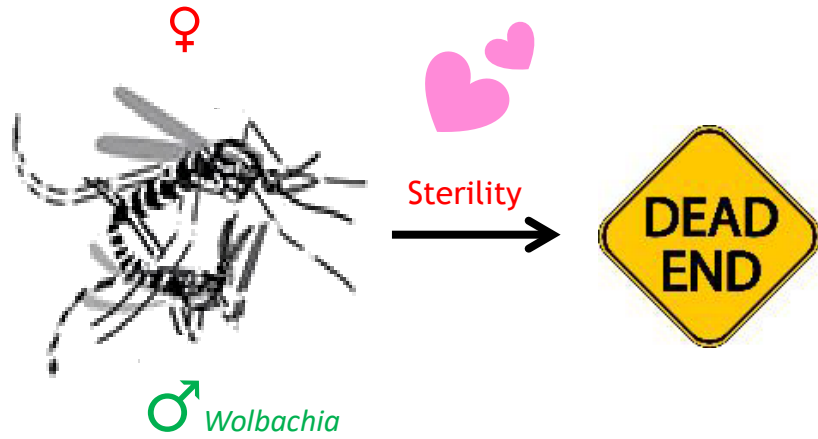 ♀
Sterility
DEAD
END
♂ Wolbachia